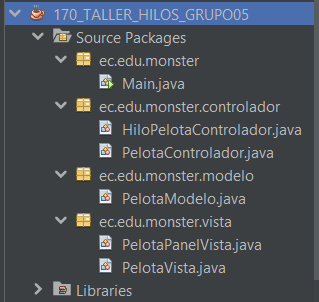 170_TALLER_HILOS_GRUPO05
Source Packages
ec.edu.monster
Main.java
ec.edu.monster.controlador
HiloPelotaControlador.java
PelotaControlador.java
ec.edu.monster.modelo
PelotaModelo.java
ec.edu.monster.vista
PelotaPanelVista.java
PelotaVista.java
Libraries